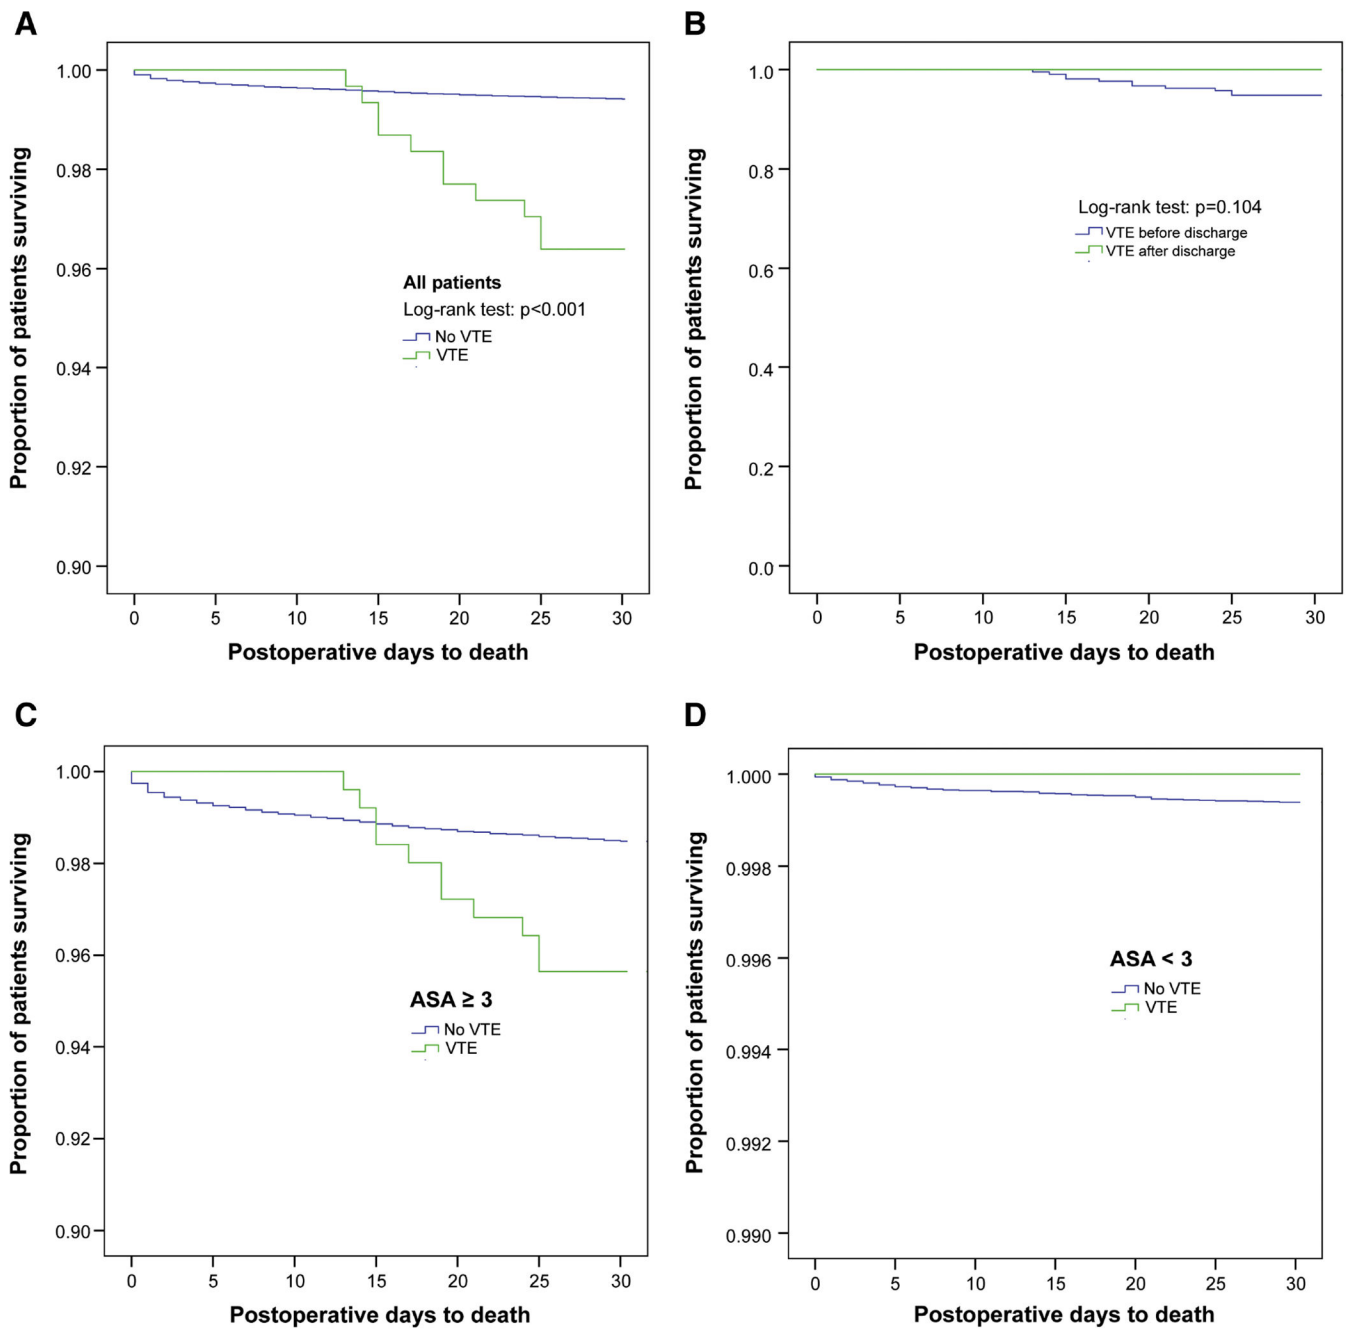 A
Proportion of patients surviving
1.00
0.98
0.96
0.94
0.92
0.90
All patients
Log-rank test: p<0.001
No VTE
VTE
0 5 10 15 20 25 30
Postoperative days to death
B
Proportion of patients surviving
1.0
0.8
0.6
0.4
0.2
0.0
Log-rank test: p=0.104
VTE before discharge
VTE after discharge
0 5 10 15 20 25 30
Postoperative days to death
C
Proportion of patients surviving
1.00
0.98
0.96
0.94
0.92
0.90
ASA ≥ 3
No VTE
VTE
0 5 10 15 20 25 30
Postoperative days to death
D
Proportion of patients surviving
1.000
0.998
0.996
0.994
0.992
0.990
ASA < 3
No VTE
VTE
0 5 10 15 20 25 30
Postoperative days to death